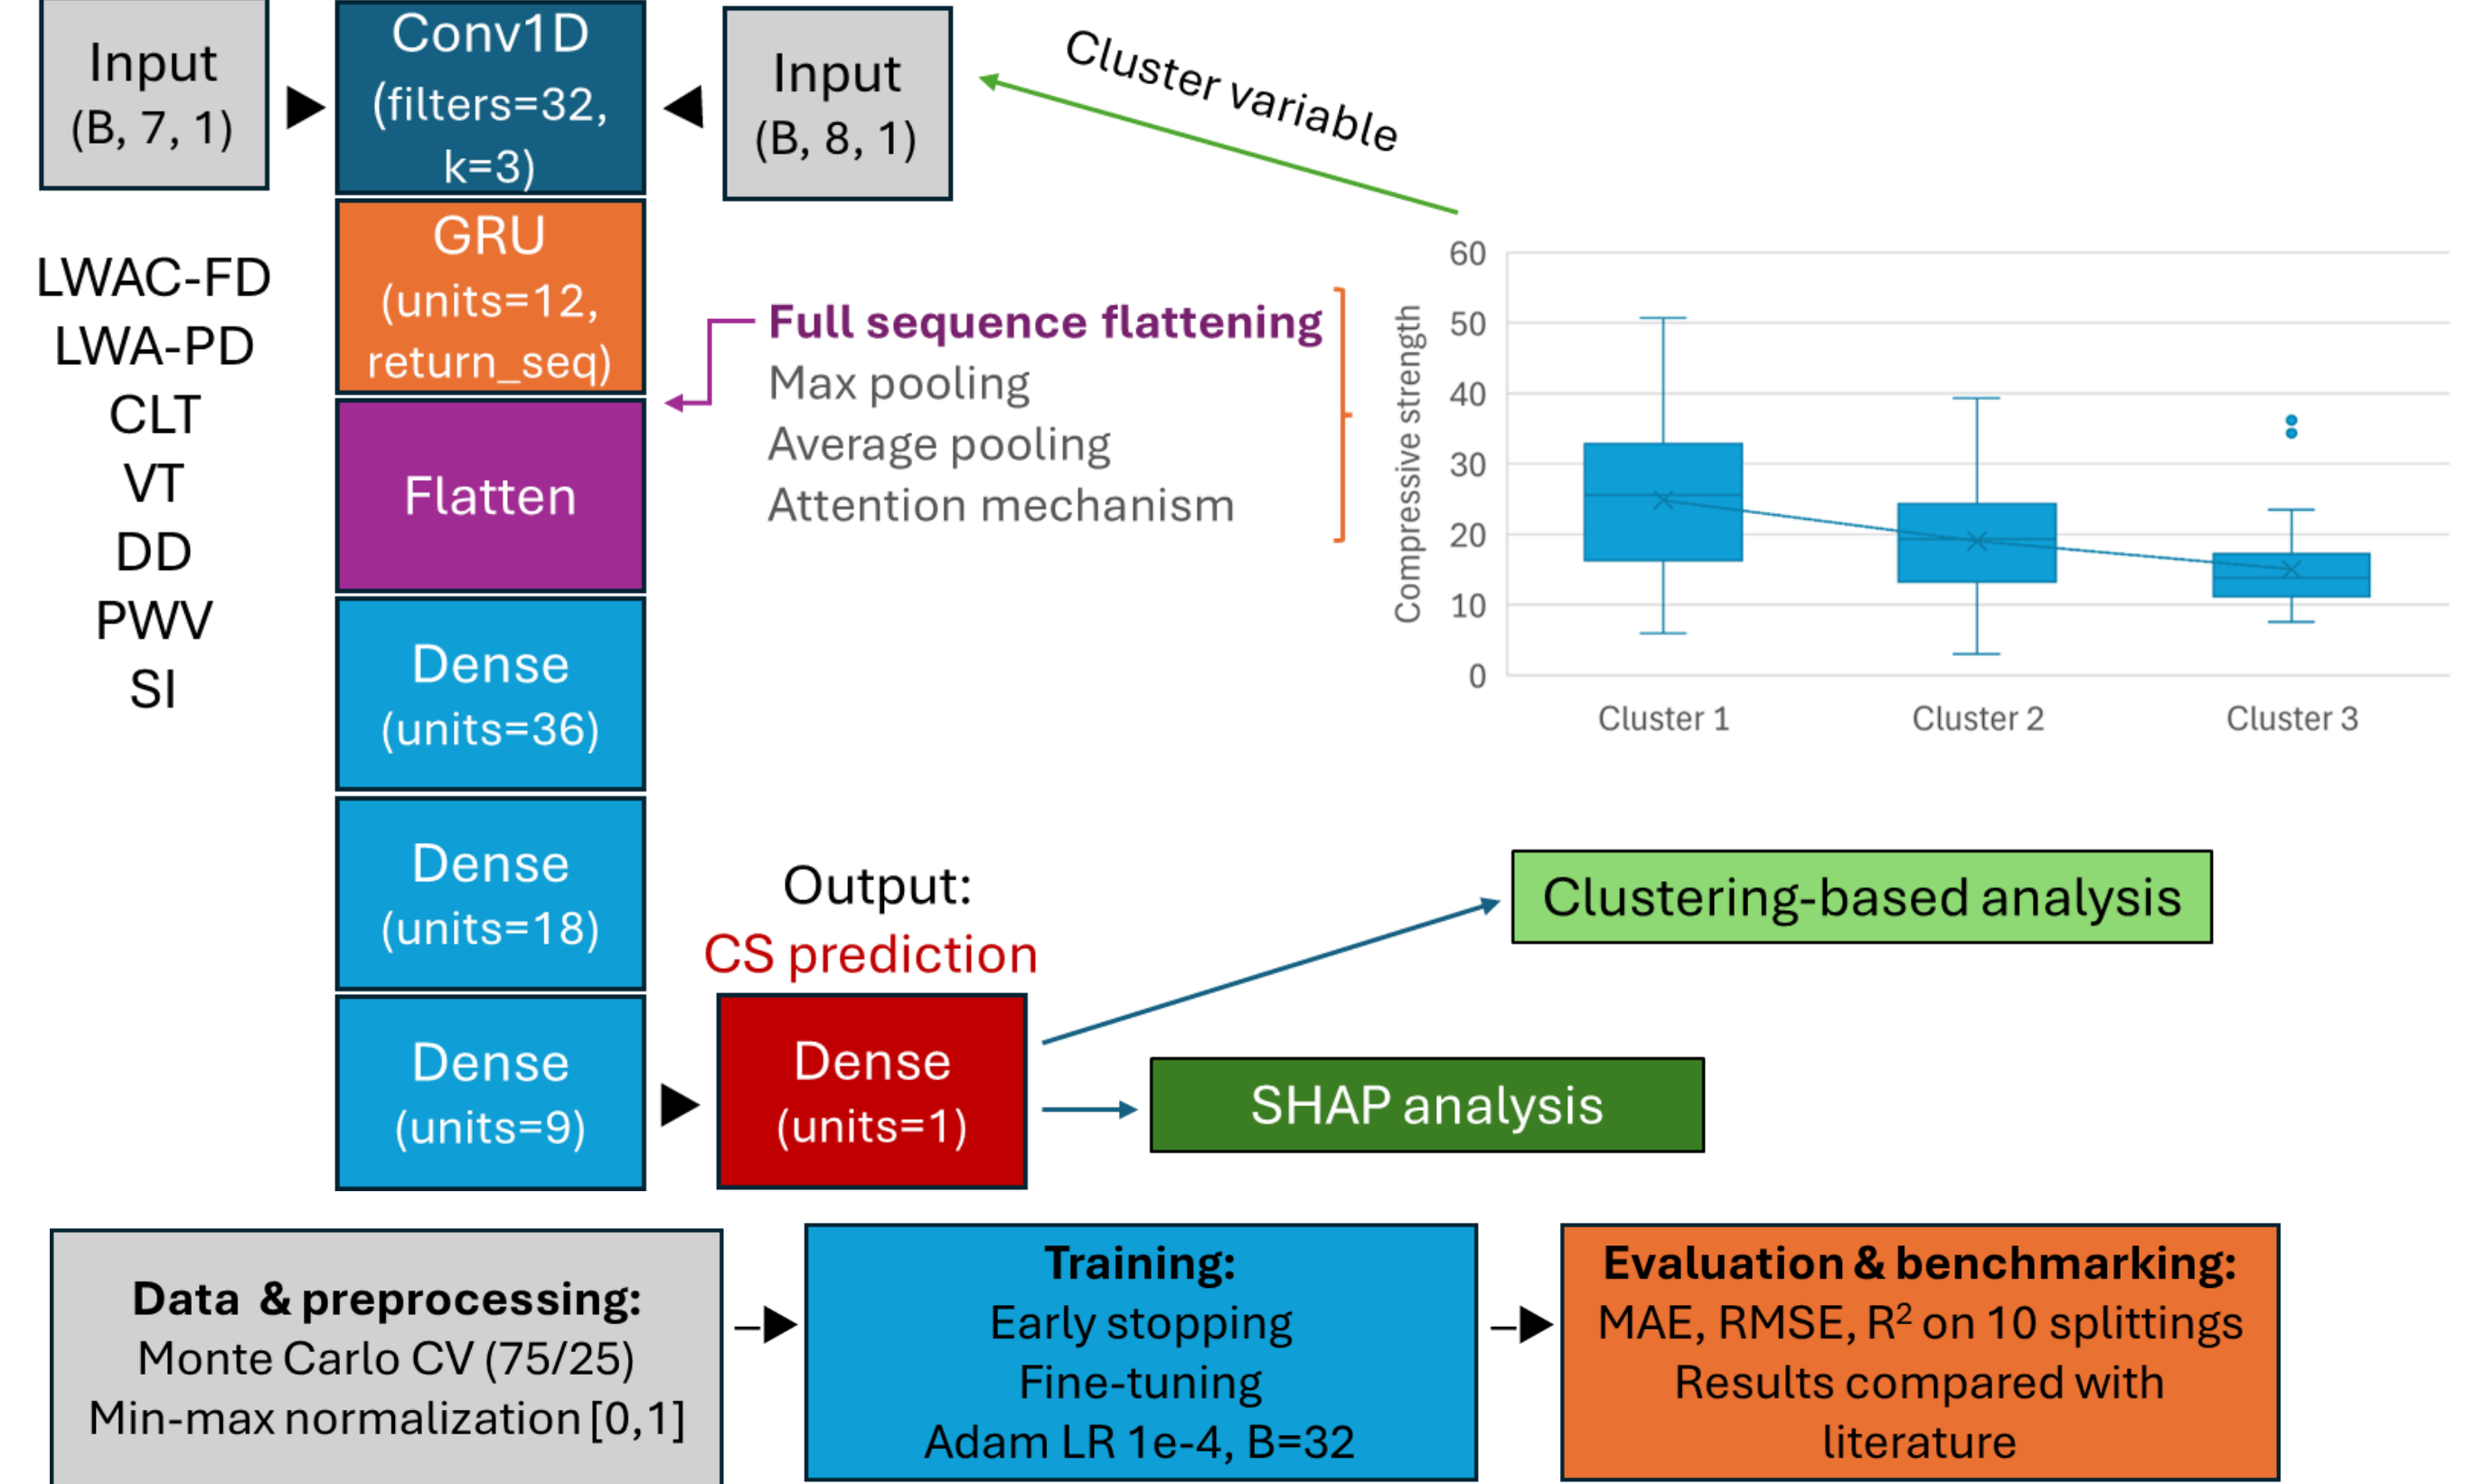 Input
(B, 7, 1)
Conv1D
(filters=32,
k=3)
Input
(B, 8, 1)
Cluster variable
LWAC-FD
LWA-PD
CLT
VT
DD
PWV
SI
GRU
(units=12,
return_seq)
Flatten
Dense
(units=36)
Dense
(units=18)
Dense
(units=9)
Full sequence flattening
Max pooling
Average pooling
Attention mechanism
Compressive strength
60
50
40
30
20
10
0
Cluster 1
Cluster 2
Cluster 3
Output:
CS prediction
Dense
(units=1)
Clustering-based analysis
SHAP analysis
Data & preprocessing:
Monte Carlo CV (75/25)
Min-max normalization [0,1]
Training:
Early stopping
Fine-tuning
Adam LR 1e-4, B=32
Evaluation & benchmarking:
MAE, RMSE, R² on 10 splittings
Results compared with
literature